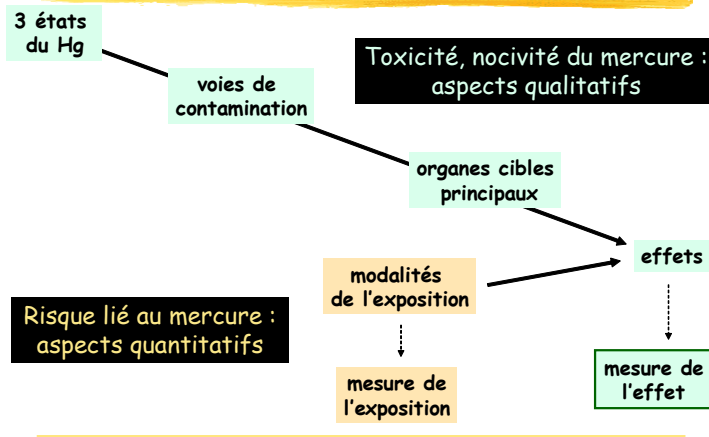 3 états
du Hg
Toxicité, nocivité du mercure :
aspects qualitatifs
voies de
contamination
organes cibles
principaux
effets
modalités
de l'exposition
Risque lié au mercure :
aspects quantitatifs
mesure de
l'exposition
mesure de
l'effet